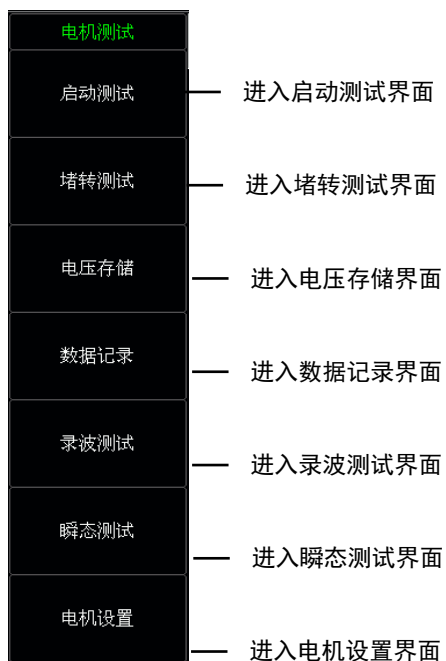 电机测试
启动测试
进入启动测试界面
堵转测试
进入堵转测试界面
电压存储
进入电压存储界面
数据记录
进入数据记录界面
录波测试
进入录波测试界面
瞬态测试
进入瞬态测试界面
电机设置
进入电机设置界面